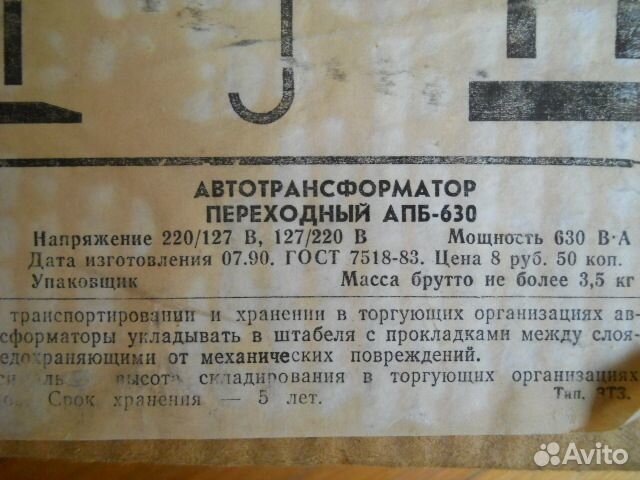 АВТОТРАНСФОРМАТОР
ПЕРЕХОДНЫЙ АПБ-630
Напряжение 220/127 В, 127/220 В Мощность 630 В·А
Дата изготовления 07.90. ГОСТ 7518-83. Цена 8 руб. 50 коп.
Упаковщик Масса брутто не более 3,5 кг
транспортировании и хранении в торгующих организациях ав-
сформаторы укладывать в штабеля с прокладками между слоя-
едохраняющими от механических повреждений.
высота складирования в торгующих организациях
Срок хранения — 5 лет. Тип. ЗТЗ.
Avito